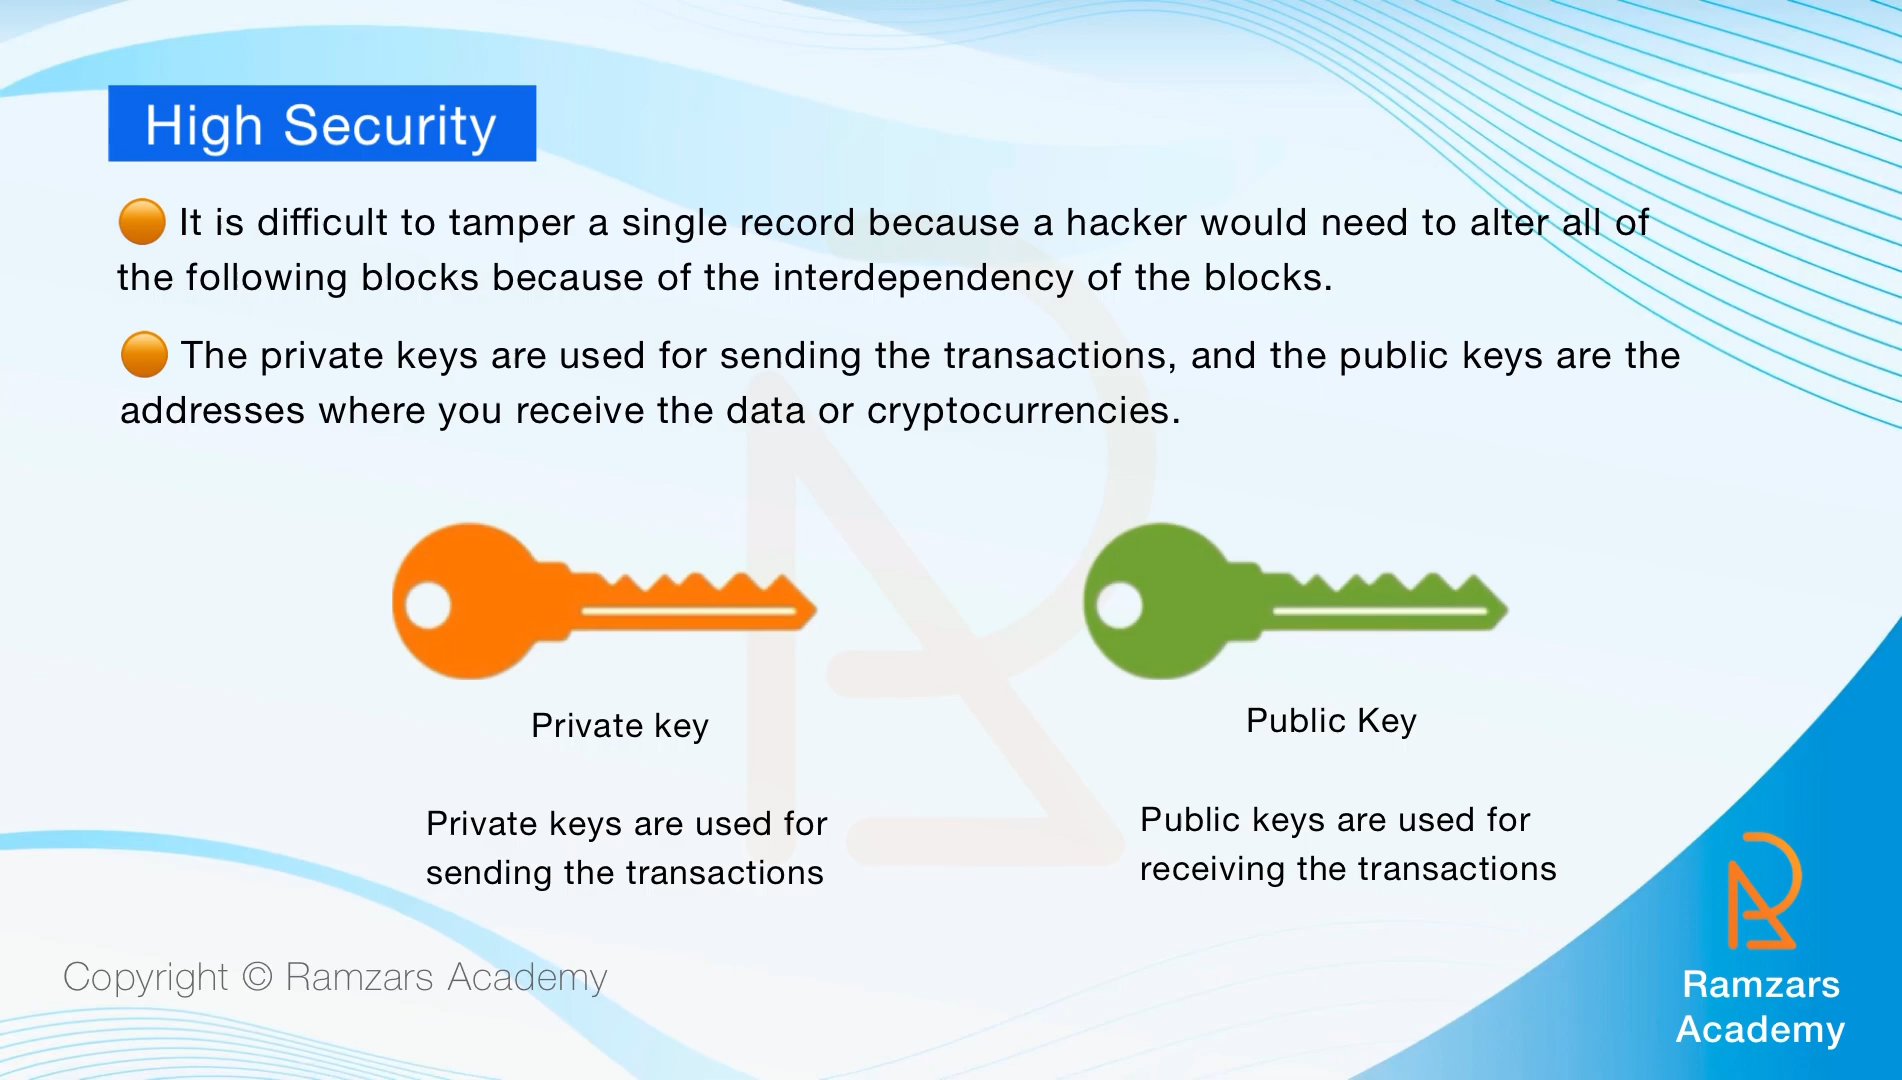 High Security
It is difficult to tamper a single record because a hacker would need to alter all of
the following blocks because of the interdependency of the blocks.
The private keys are used for sending the transactions, and the public keys are the
addresses where you receive the data or cryptocurrencies.
Private key
Public Key
Private keys are used for
sending the transactions
Public keys are used for
receiving the transactions
Copyright © Ramzars Academy
Ramzars
Academy